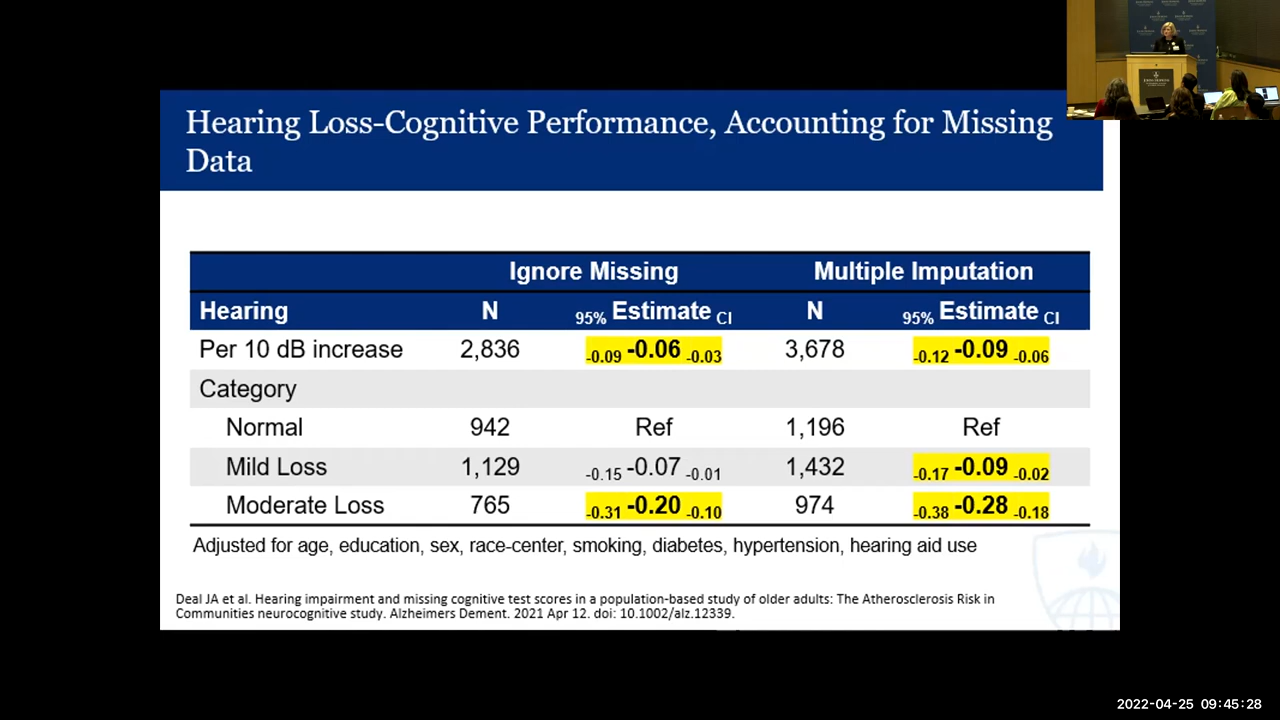 Hearing Loss-Cognitive Performance, Accounting for Missing
Data
Ignore Missing Multiple Imputation
Hearing N 95% Estimate CI N 95% Estimate CI
Per 10 dB increase 2,836 -0.09 -0.06 -0.03 3,678 -0.12 -0.09 -0.06
Category
Normal 942 Ref 1,196 Ref
Mild Loss 1,129 -0.15 -0.07 -0.01 1,432 -0.17 -0.09 -0.02
Moderate Loss 765 -0.31 -0.20 -0.10 974 -0.38 -0.28 -0.18
Adjusted for age, education, sex, race-center, smoking, diabetes, hypertension, hearing aid use
Deal JA et al. Hearing impairment and missing cognitive test scores in a population-based study of older adults: The Atherosclerosis Risk in
Communities neurocognitive study. Alzheimers Dement. 2021 Apr 12. doi: 10.1002/alz.12339.
2022-04-25 09:45:28